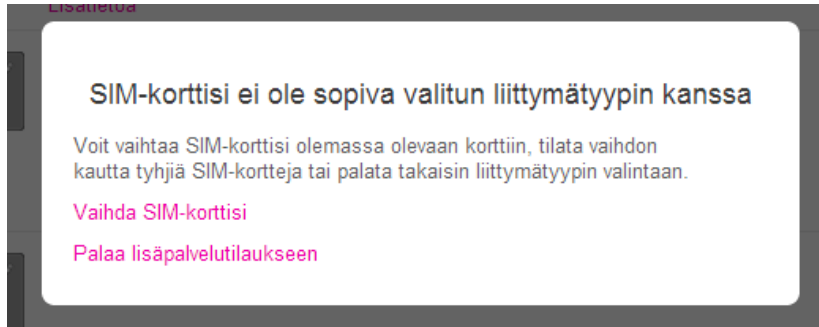 Lisätietoa
SIM-korttisi ei ole sopiva valitun liittymätyypin kanssa
Voit vaihtaa SIM-korttisi olemassa olevaan korttiin, tilata vaihdon
kautta tyhjiä SIM-kortteja tai palata takaisin liittymätyypin valintaan.
Vaihda SIM-korttisi
Palaa lisäpalvelutilaukseen